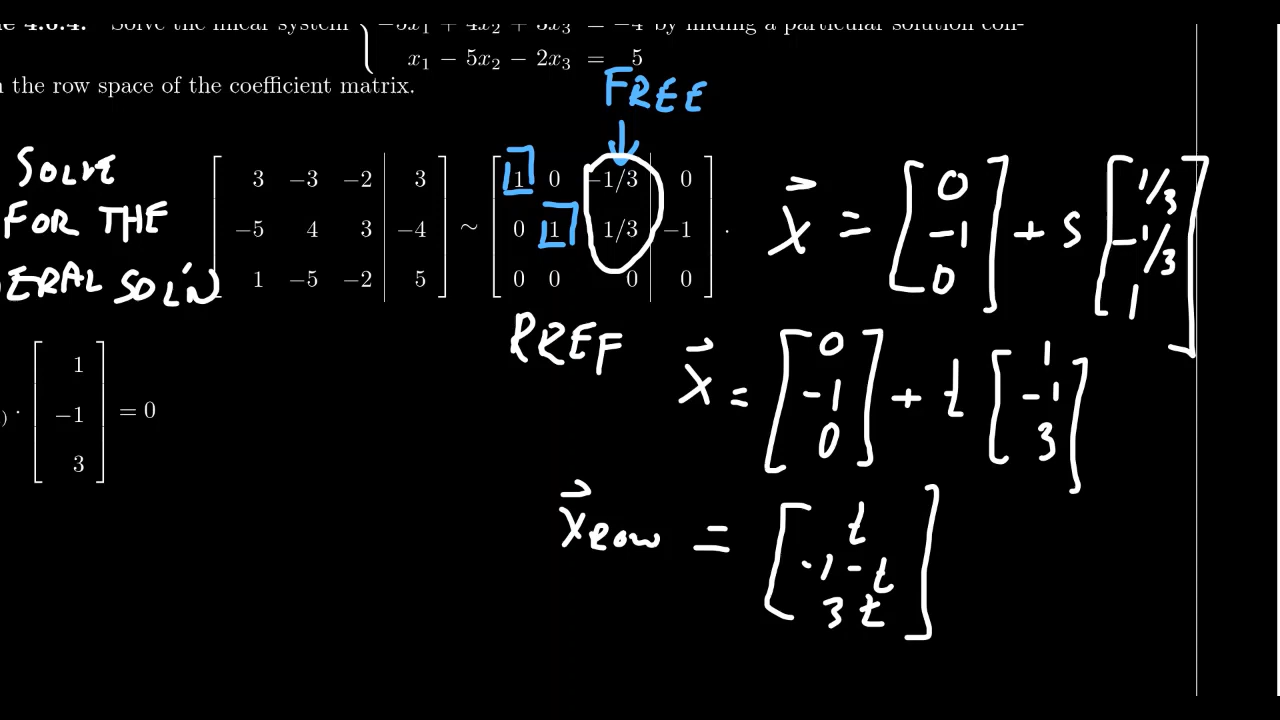 4.6.4. Solve the linear system { −5x₁ + 4x₂ + 3x₃ = −4 by finding a particular solution con-
x₁ − 5x₂ − 2x₃ = 5
the row space of the coefficient matrix.
FREE
SOLVE
FOR THE
ERAL SOL'N
[ 3 −3 −2 | 3 ] [ 1 0 −1/3 | 0 ]
[ −5 4 3 | −4 ] ∼ [ 0 1 1/3 | −1 ] .
[ 1 −5 −2 | 5 ] [ 0 0 0 | 0 ]
RREF
x⃗ = [ 0 −1 0 ] + s [ 1/3 −1/3 1 ]
) · [ 1 −1 3 ] = 0
x⃗ = [ 0 −1 0 ] + t [ 1 −1 3 ]
x⃗ row = [ t −1−t 3t ]